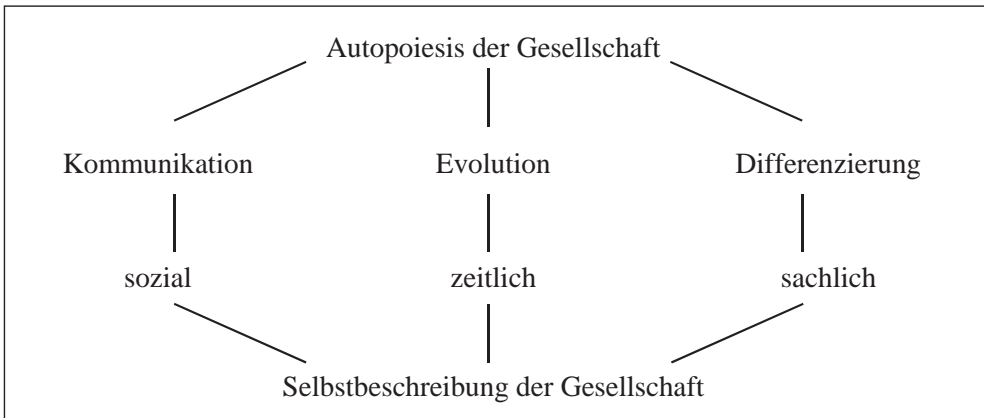 Autopoiesis der Gesellschaft
Kommunikation Evolution Differenzierung
sozial zeitlich sachlich
Selbstbeschreibung der Gesellschaft